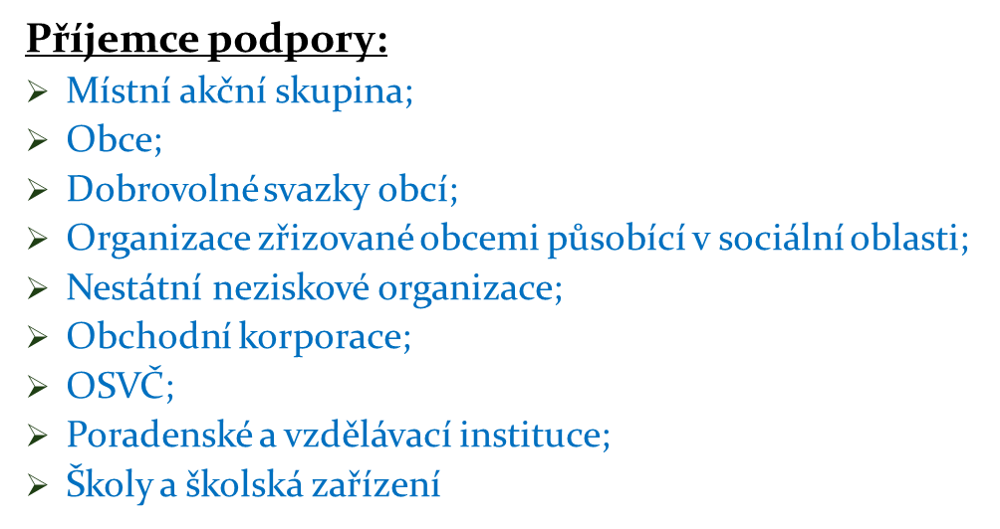 Příjemce podpory:
➢ Místní akční skupina;
➢ Obce;
➢ Dobrovolné svazky obcí;
➢ Organizace zřizované obcemi působící v sociální oblasti;
➢ Nestátní neziskové organizace;
➢ Obchodní korporace;
➢ OSVČ;
➢ Poradenské a vzdělávací instituce;
➢ Školy a školská zařízení